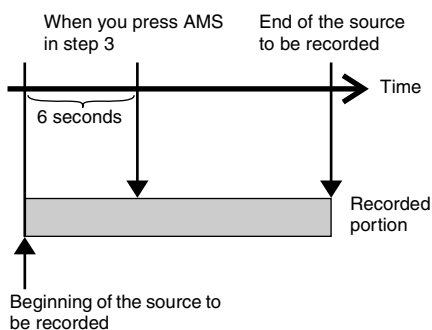 When you press AMS
in step 3
End of the source
to be recorded
Time
6 seconds
Recorded
portion
Beginning of the source to
be recorded